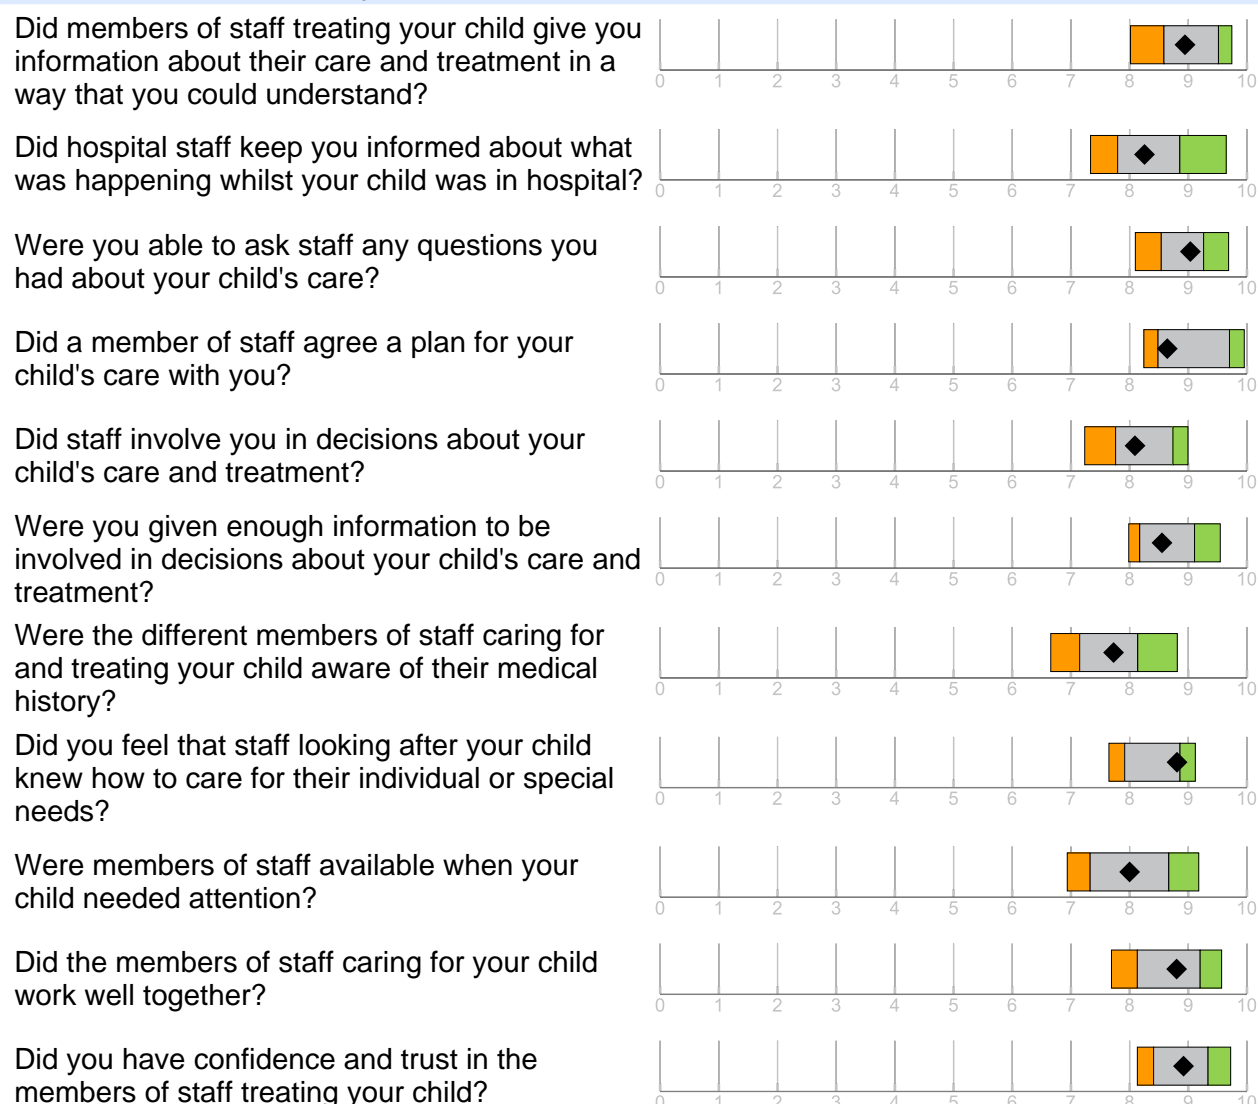 Did members of staff treating your child give you
information about their care and treatment in a
way that you could understand?
0 1 2 3 4 5 6 7 8 9 10
Did hospital staff keep you informed about what
was happening whilst your child was in hospital?
0 1 2 3 4 5 6 7 8 9 10
Were you able to ask staff any questions you
had about your child's care?
0 1 2 3 4 5 6 7 8 9 10
Did a member of staff agree a plan for your
child's care with you?
0 1 2 3 4 5 6 7 8 9 10
Did staff involve you in decisions about your
child's care and treatment?
0 1 2 3 4 5 6 7 8 9 10
Were you given enough information to be
involved in decisions about your child's care and
treatment?
0 1 2 3 4 5 6 7 8 9 10
Were the different members of staff caring for
and treating your child aware of their medical
history?
0 1 2 3 4 5 6 7 8 9 10
Did you feel that staff looking after your child
knew how to care for their individual or special
needs?
0 1 2 3 4 5 6 7 8 9 10
Were members of staff available when your
child needed attention?
0 1 2 3 4 5 6 7 8 9 10
Did the members of staff caring for your child
work well together?
0 1 2 3 4 5 6 7 8 9 10
Did you have confidence and trust in the
members of staff treating your child?
0 1 2 3 4 5 6 7 8 9 10